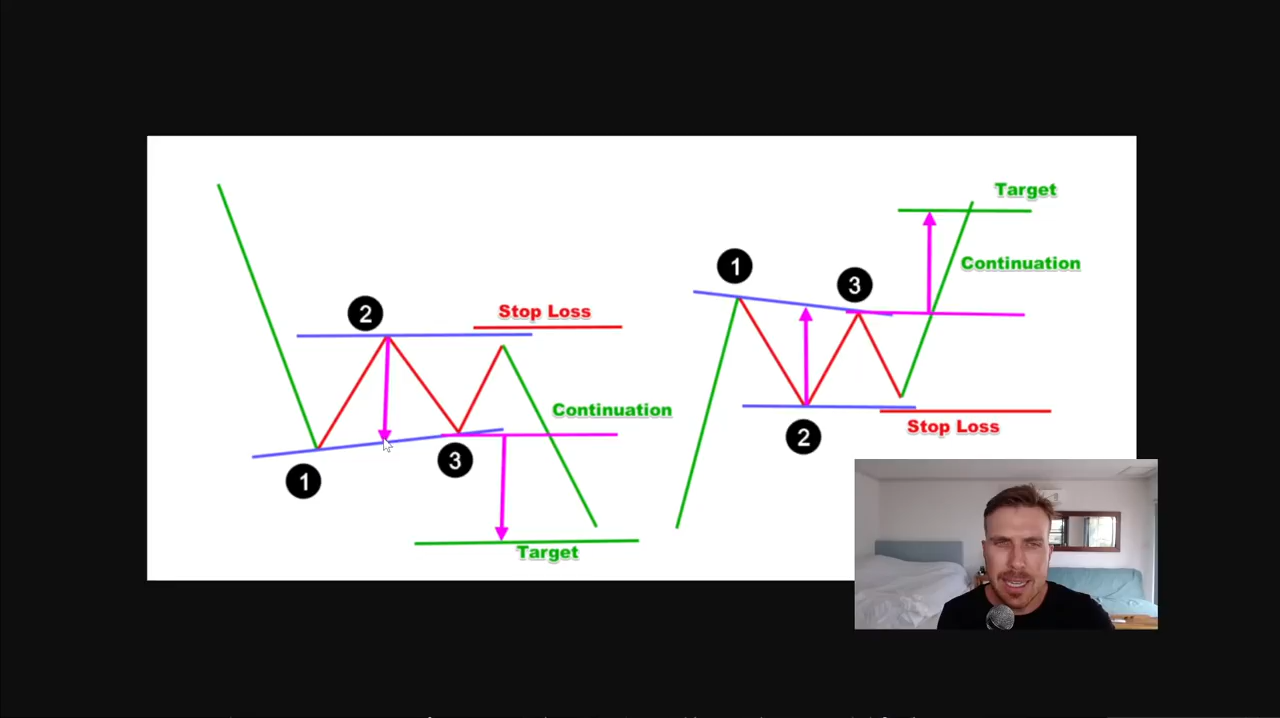 2
Stop Loss
Continuation
3
1
Target
Target
1
Continuation
3
2
Stop Loss